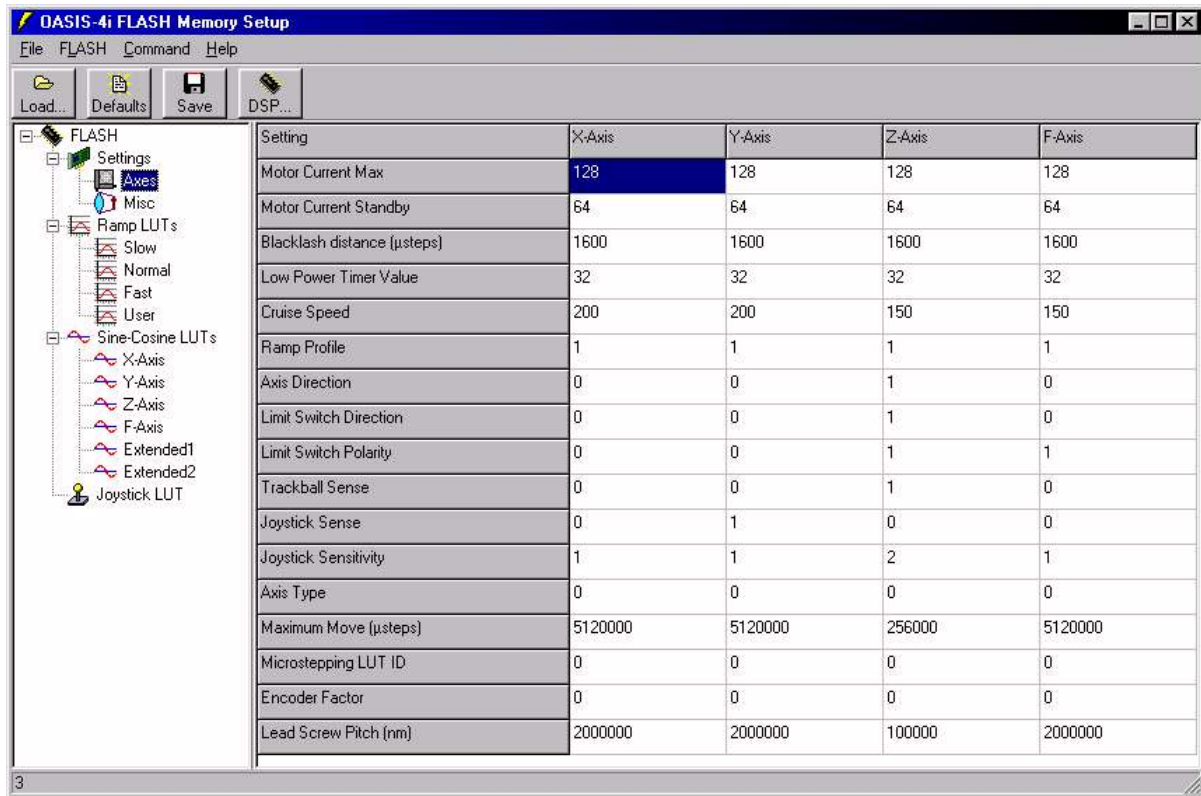 OASIS-4i FLASH Memory Setup
File FLASH Command Help
Load... Defaults Save DSP...
FLASH
Settings
Axes
Misc
Ramp LUTs
Slow
Normal
Fast
User
Sine-Cosine LUTs
X-Axis
Y-Axis
Z-Axis
F-Axis
Extended1
Extended2
Joystick LUT
Setting X-Axis Y-Axis Z-Axis F-Axis
Motor Current Max 128 128 128 128
Motor Current Standby 64 64 64 64
Blacklash distance (µsteps) 1600 1600 1600 1600
Low Power Timer Value 32 32 32 32
Cruise Speed 200 200 150 150
Ramp Profile 1 1 1 1
Axis Direction 0 0 1 0
Limit Switch Direction 0 0 1 0
Limit Switch Polarity 0 0 1 1
Trackball Sense 0 0 1 0
Joystick Sense 0 1 0 0
Joystick Sensitivity 1 1 2 1
Axis Type 0 0 0 0
Maximum Move (µsteps) 5120000 5120000 256000 5120000
Microstepping LUT ID 0 0 0 0
Encoder Factor 0 0 0 0
Lead Screw Pitch (nm) 2000000 2000000 100000 2000000
3